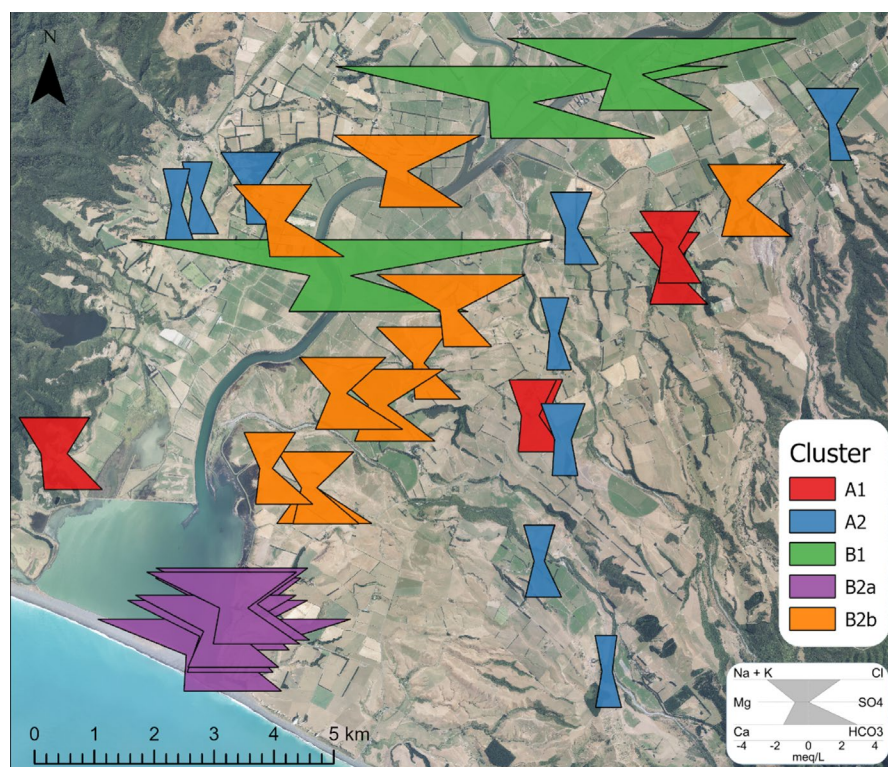 N
Cluster
A1
A2
B1
B2a
B2b
Na + K Cl
Mg SO4
Ca HCO3
-4 -2 0 2 4
meq/L
0 1 2 3 4 5 km